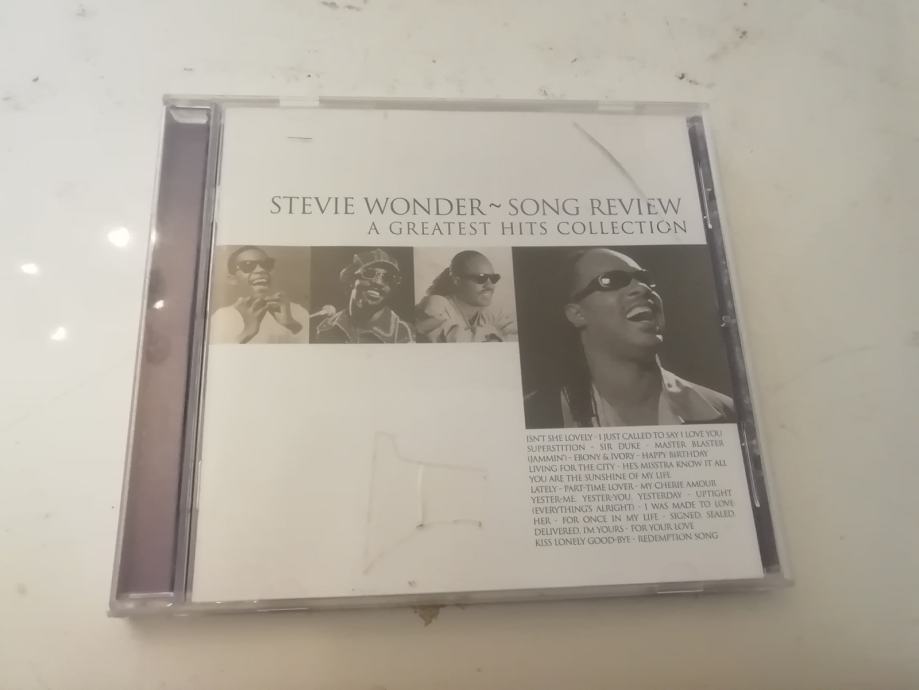 STEVIE WONDER ~ SONG REVIEW
A GREATEST HITS COLLECTION
ISN'T SHE LOVELY - I JUST CALLED TO SAY I LOVE YOU
SUPERSTITION - SIR DUKE - MASTER BLASTER
(JAMMIN') - EBONY & IVORY - HAPPY BIRTHDAY
LIVING FOR THE CITY - HE'S MISSTRA KNOW IT ALL
YOU ARE THE SUNSHINE OF MY LIFE
LATELY - PART-TIME LOVER - MY CHERIE AMOUR
YESTER-ME, YESTER-YOU, YESTERDAY - UPTIGHT
(EVERYTHING'S ALRIGHT) - I WAS MADE TO LOVE
HER - FOR ONCE IN MY LIFE - SIGNED, SEALED,
DELIVERED, I'M YOURS - FOR YOUR LOVE
KISS LONELY GOOD-BYE - REDEMPTION SONG